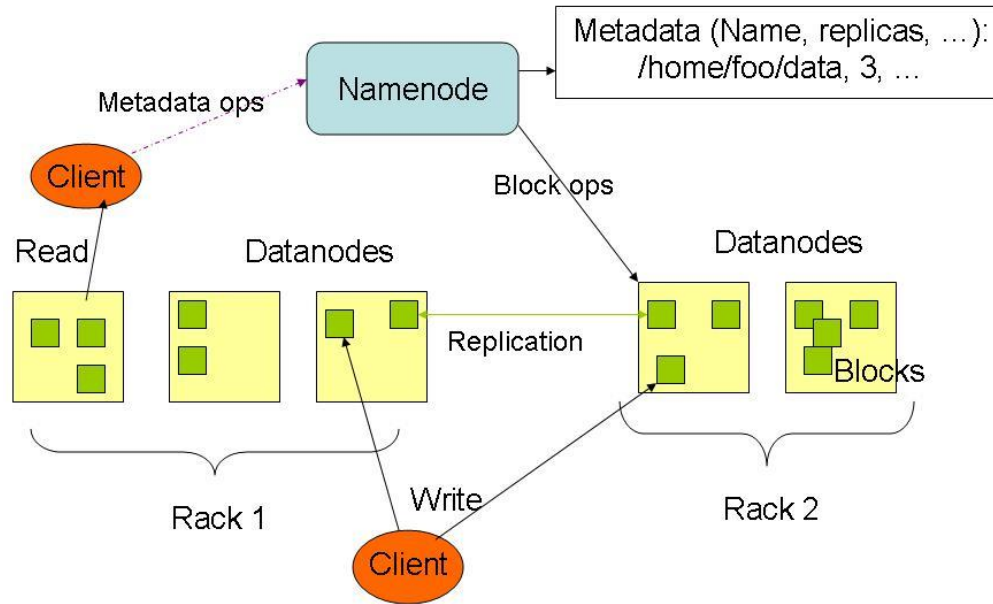 Metadata (Name, replicas, …):
/home/foo/data, 3, …
Namenode
Metadata ops
Client
Block ops
Read
Datanodes
Datanodes
Replication
Blocks
Rack 1
Write
Rack 2
Client